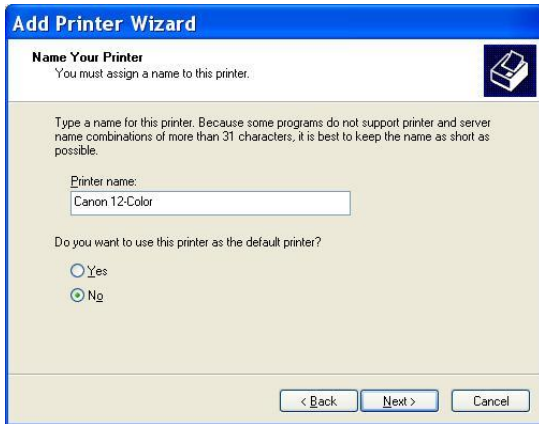 Add Printer Wizard
Name Your Printer
You must assign a name to this printer.
Type a name for this printer. Because some programs do not support printer and server
name combinations of more than 31 characters, it is best to keep the name as short as
possible.
Printer name:
Canon 12-Color
Do you want to use this printer as the default printer?
Yes
No
< Back Next > Cancel